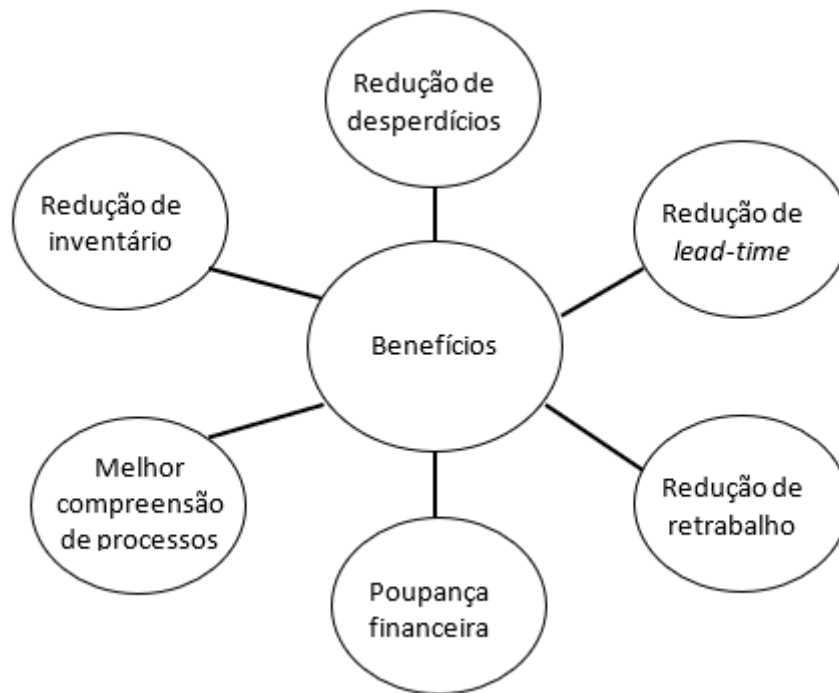 Redução de
desperdícios
Redução de
inventário
Redução de
lead-time
Benefícios
Melhor
compreensão
de processos
Redução de
retrabalho
Poupança
financeira